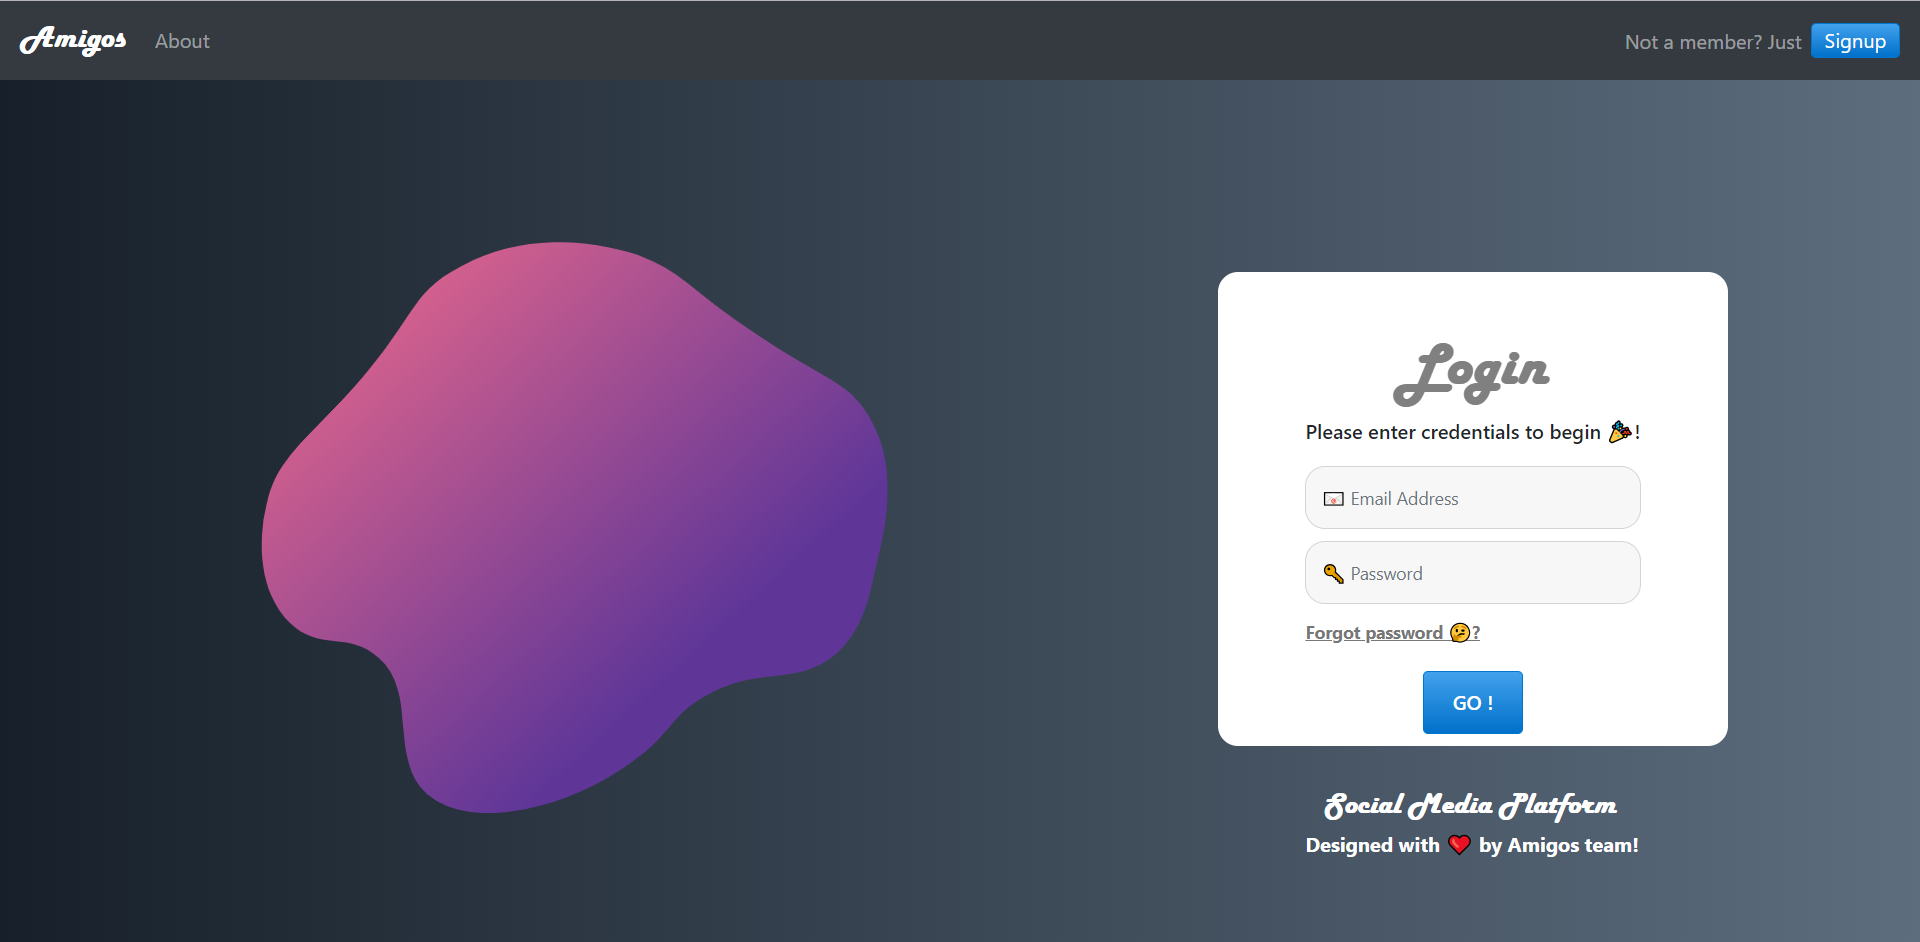 Amigos About Not a member? Just Signup
Login
Please enter credentials to begin 🎉!
📧 Email Address
🔑 Password
Forgot password 🤔?
GO !
Social Media Platform
Designed with ❤️ by Amigos team!